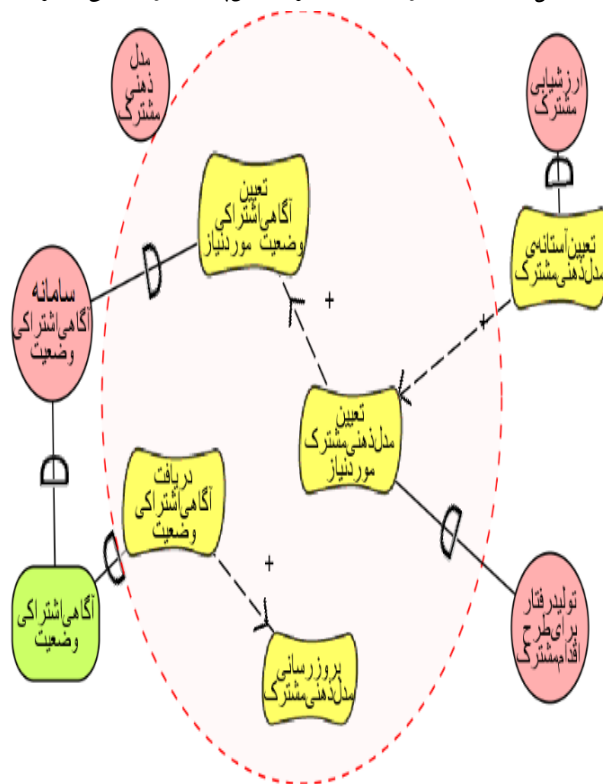 مدل
ذهنی
مشترک
ارزشیابی
مشترک
تعیین
آگاهی‌اشتراکی
وضعیت موردنیاز
تعیین‌آستانه‌ی
مدل‌ذهنی‌مشترک
سامانه
آگاهی‌اشتراکی
وضعیت
+
+
تعیین
مدل‌ذهنی‌مشترک
موردنیاز
دریافت
آگاهی‌اشتراکی
وضعیت
+
آگاهی‌اشتراکی
وضعیت
بروزرسانی
مدل‌ذهنی‌مشترک
تولیدرفتار
برای‌طرح
اقدام‌مشترک
D
D
D
D
D